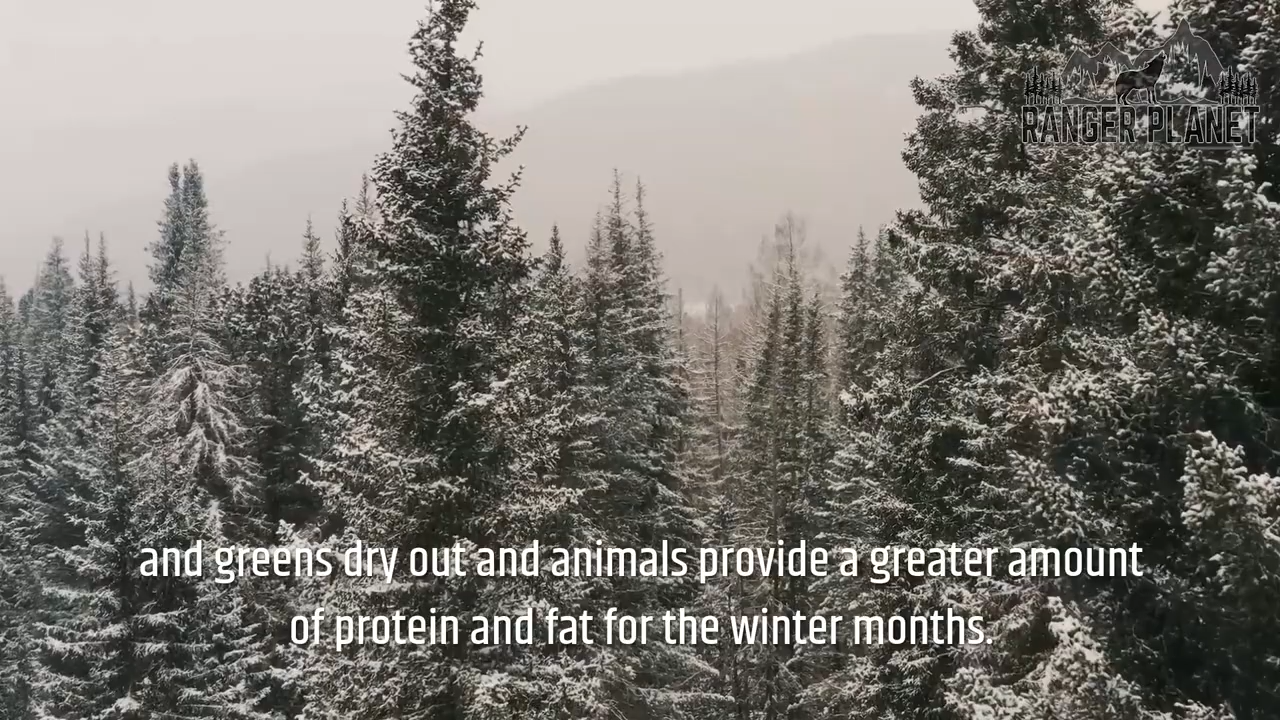 RANGER PLANET
and greens dry out and animals provide a greater amount
of protein and fat for the winter months.